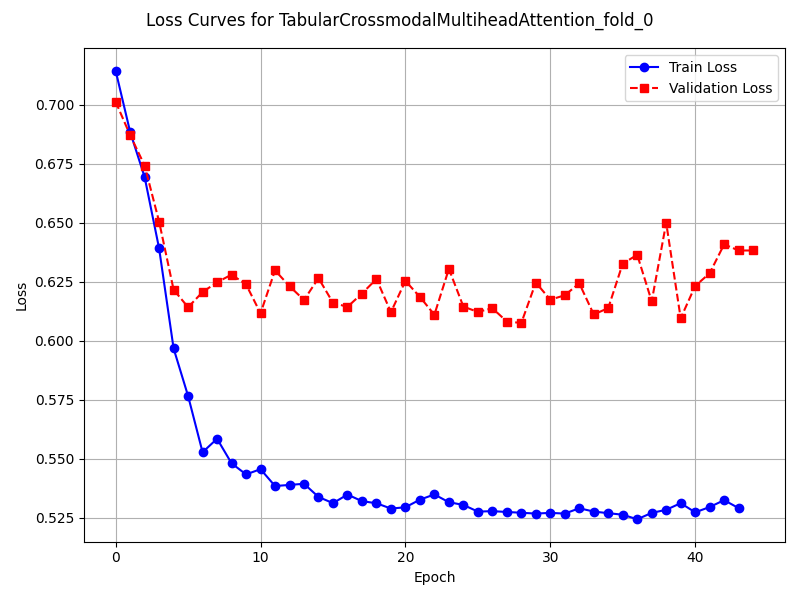 Loss Curves for TabularCrossmodalMultiheadAttention_fold_0
Train Loss
Validation Loss
0.700
0.675
0.650
0.625
0.600
0.575
0.550
0.525
Loss
0 10 20 30 40
Epoch